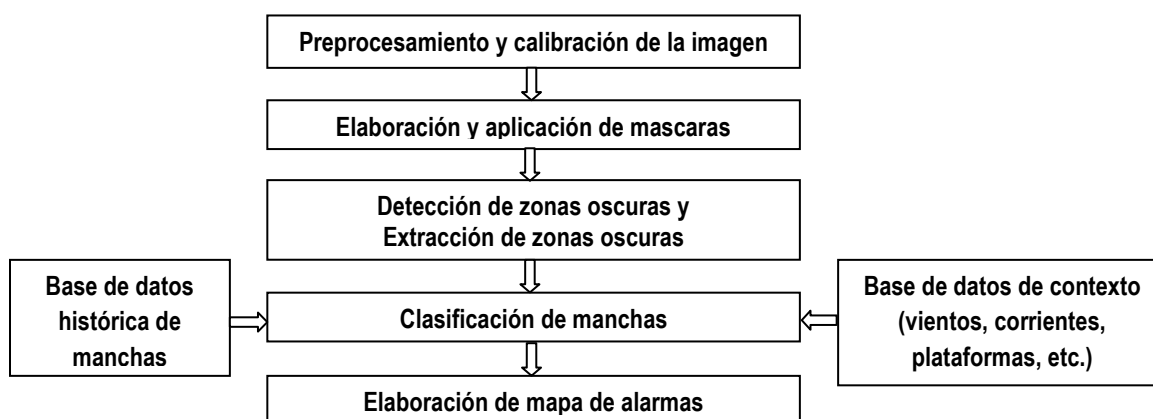 Preprocesamiento y calibración de la imagen
Elaboración y aplicación de mascaras
Detección de zonas oscuras y
Extracción de zonas oscuras
Base de datos
histórica de
manchas
Clasificación de manchas
Base de datos de contexto
(vientos, corrientes,
plataformas, etc.)
Elaboración de mapa de alarmas